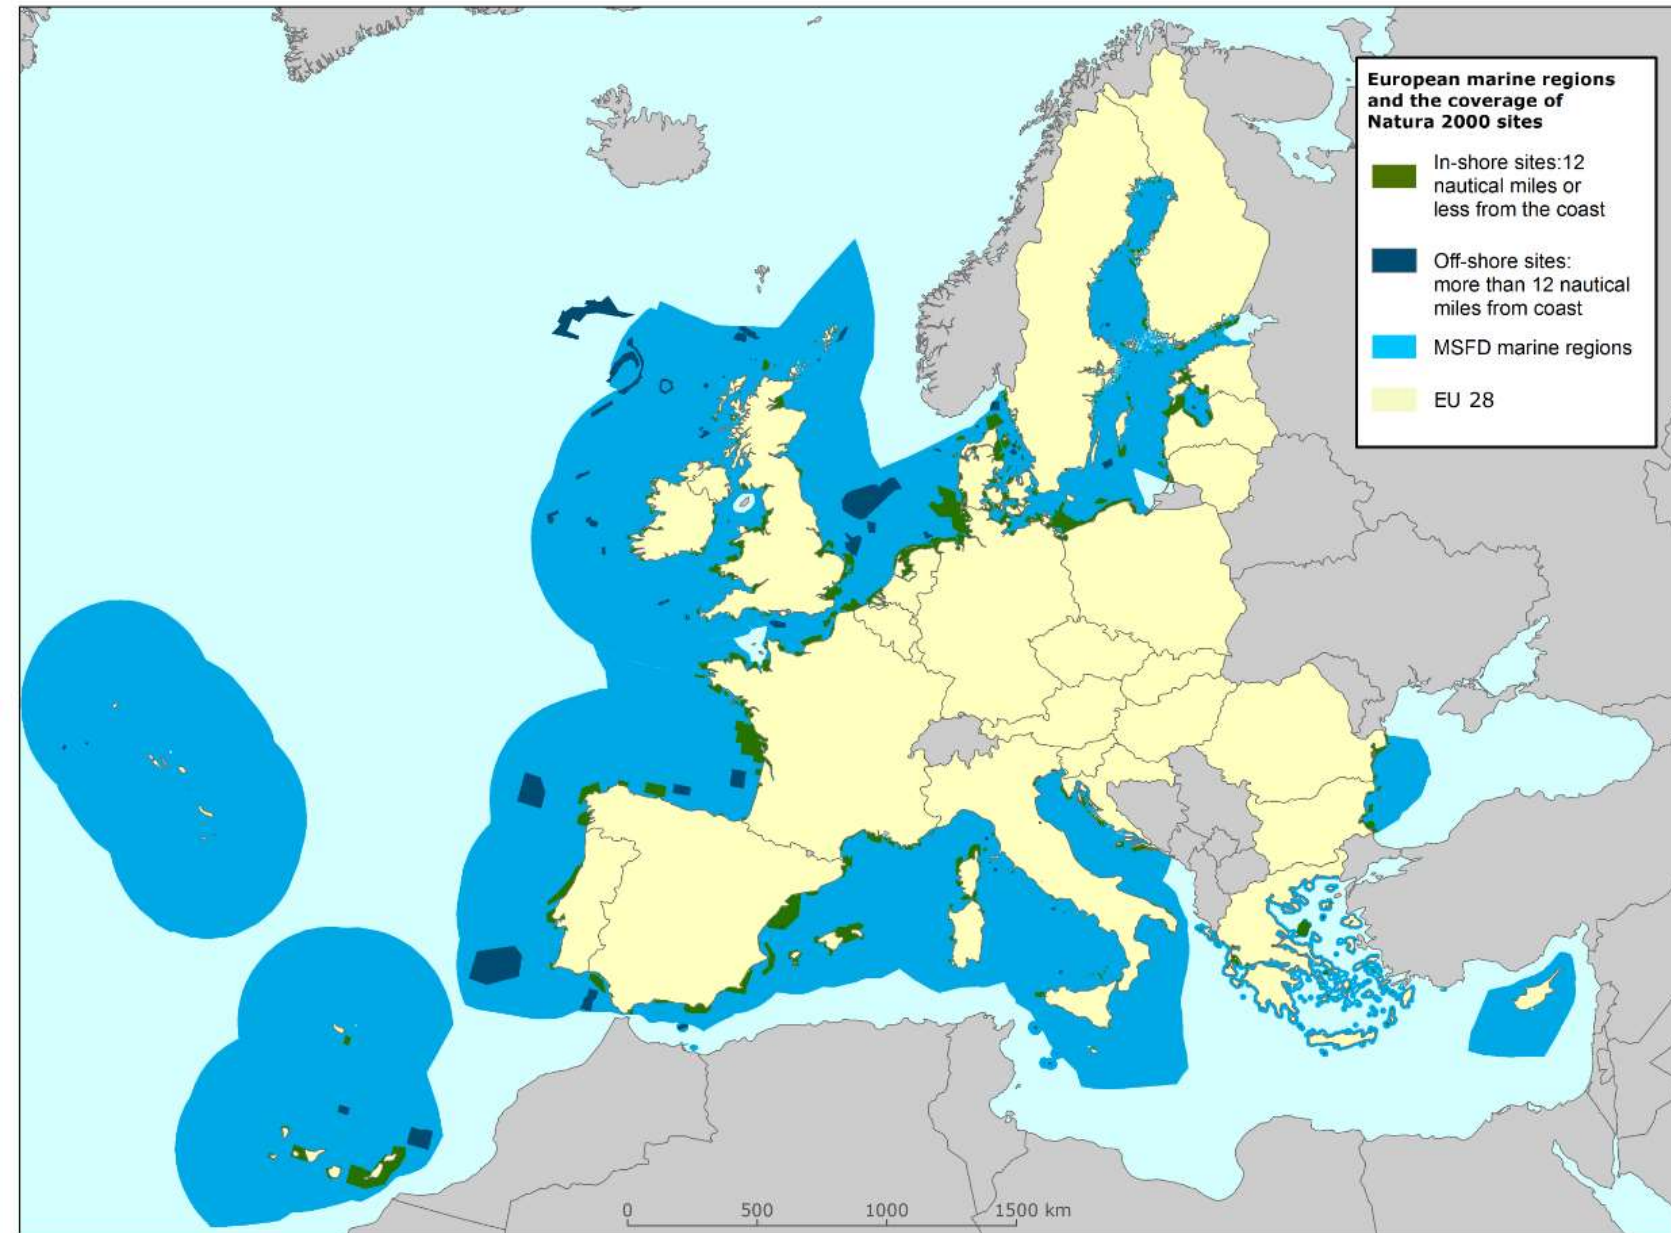 European marine regions
and the coverage of
Natura 2000 sites
In-shore sites:12
nautical miles or
less from the coast
Off-shore sites:
more than 12 nautical
miles from coast
MSFD marine regions
EU 28
0 500 1000 1500 km